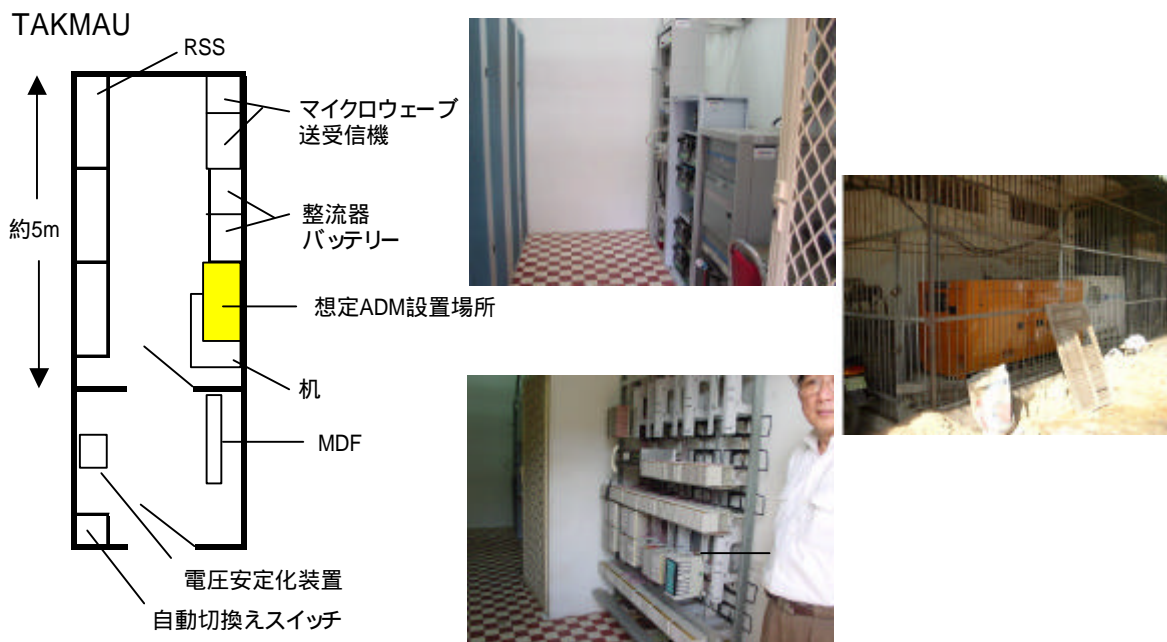 TAKMAU
RSS
マイクロウェーブ
送受信機
約5m
整流器
バッテリー
想定ADM設置場所
机
MDF
電圧安定化装置
自動切換えスイッチ